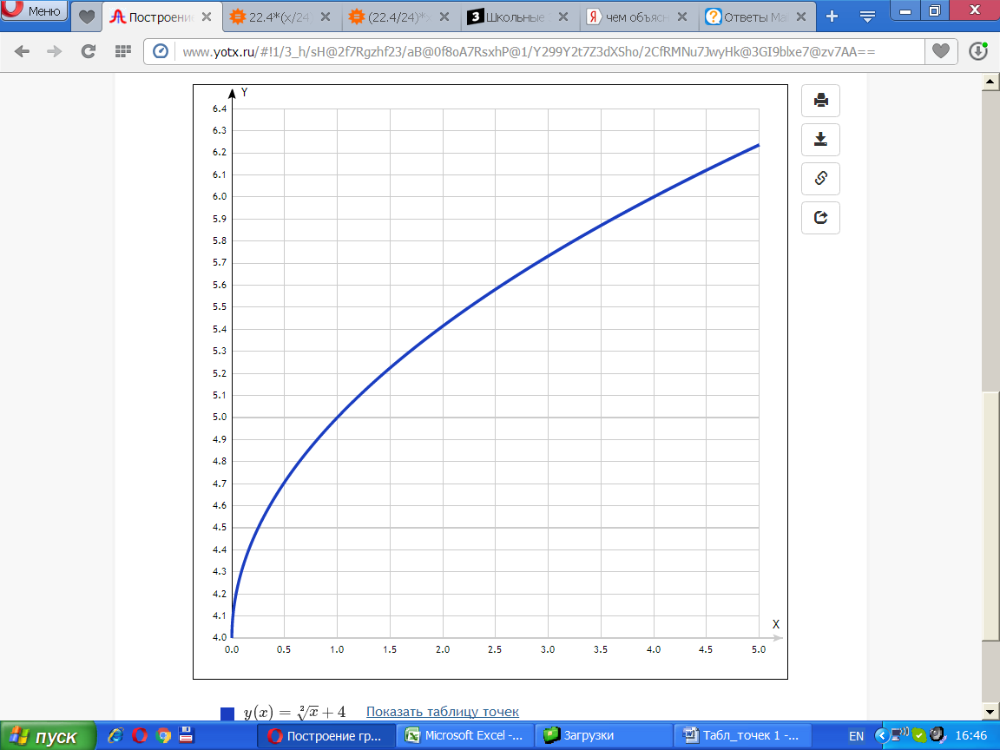 Меню
Построени
22.4*(x/24
(22.4/24)*x
Школьные
чем объясн
Ответы Ma
www.yotx.ru/#!1/3_h/sH@2f7Rgzhf23/aB@0f8oA7RsxhP@1/Y299Y2t7Z3dXSho/2CfRMNu7JwyHk@3GI9blxe7@zv7AA==
Y
6.4
6.3
6.2
6.1
6.0
5.9
5.8
5.7
5.6
5.5
5.4
5.3
5.2
5.1
5.0
4.9
4.8
4.7
4.6
4.5
4.4
4.3
4.2
4.1
4.0
X
0.0 0.5 1.0 1.5 2.0 2.5 3.0 3.5 4.0 4.5 5.0
y(x) = ²√x + 4 Показать таблицу точек
пуск
Построение гр...
Microsoft Excel -...
Загрузки
Табл_точек 1 -...
EN
16:46